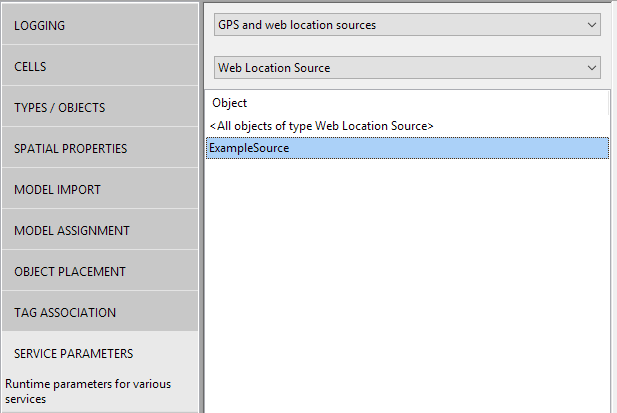 LOGGING
CELLS
TYPES / OBJECTS
SPATIAL PROPERTIES
MODEL IMPORT
MODEL ASSIGNMENT
OBJECT PLACEMENT
TAG ASSOCIATION
SERVICE PARAMETERS
Runtime parameters for various
services
GPS and web location sources
Web Location Source
Object
<All objects of type Web Location Source>
ExampleSource